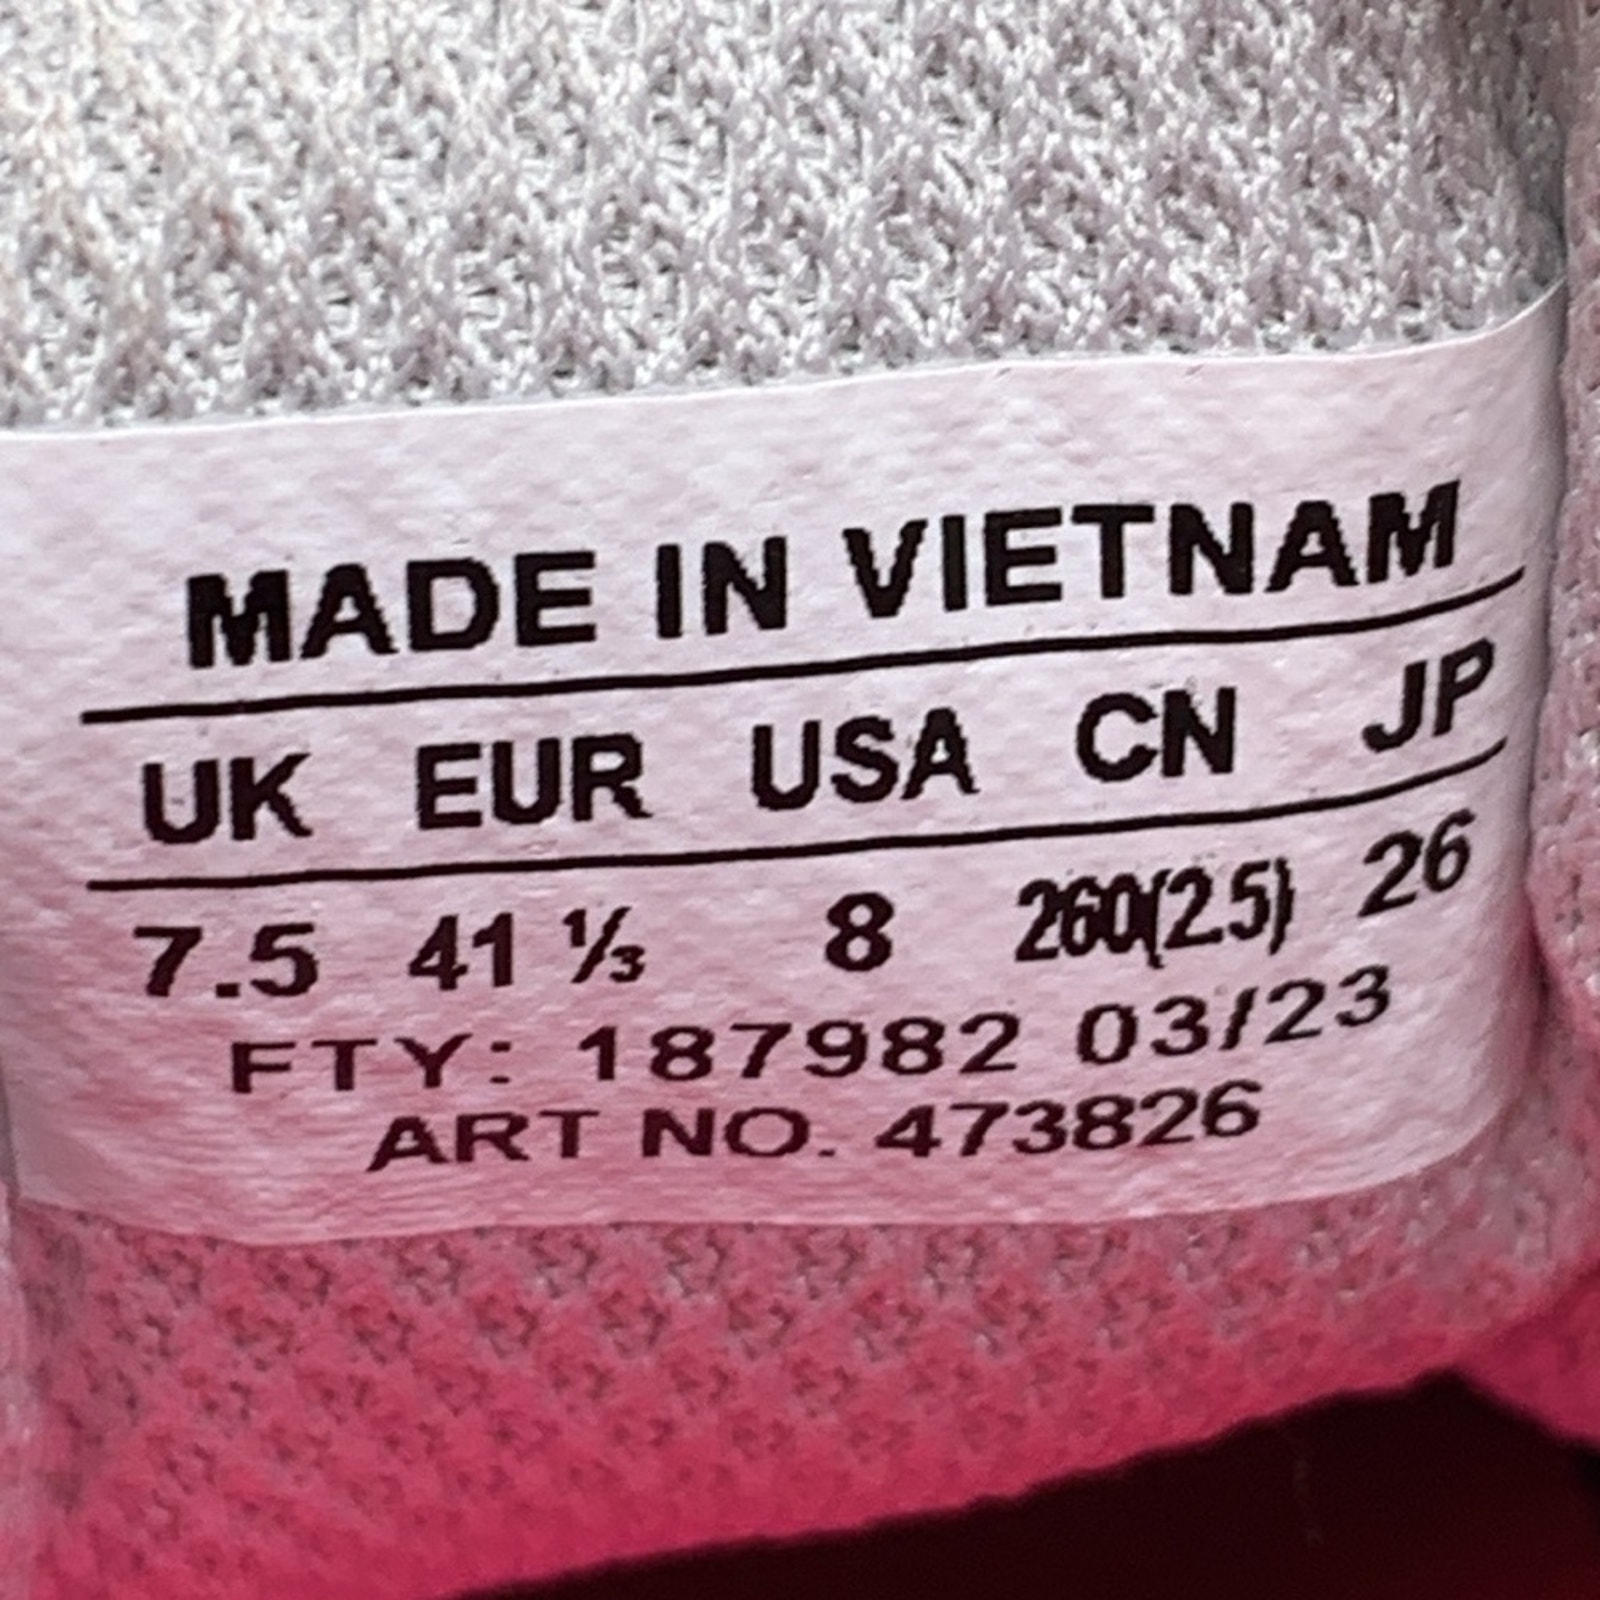 MADE IN VIETNAM
UK EUR USA CN JP
7.5 41 ⅓ 8 260(2.5) 26
FTY: 187982 03/23
ART NO. 473826